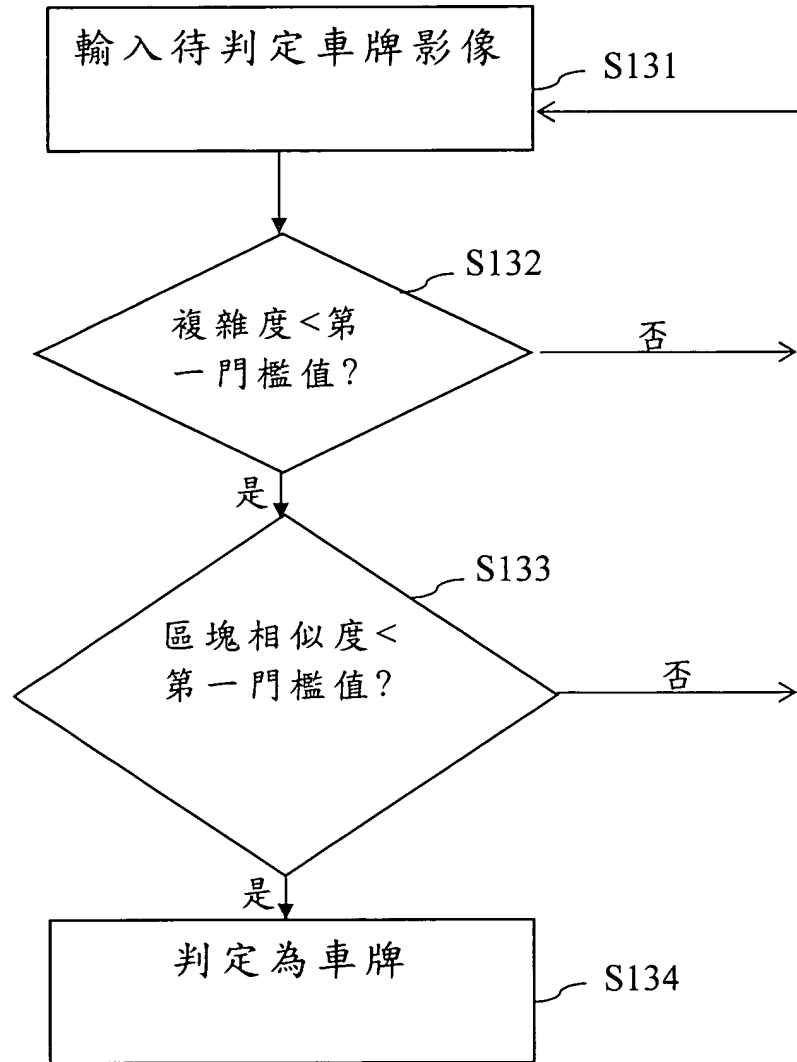 輸入待判定車牌影像
S131
S132
複雜度<第
一門檻值?
否
是
S133
區塊相似度<
第一門檻值?
否
是
判定為車牌
S134